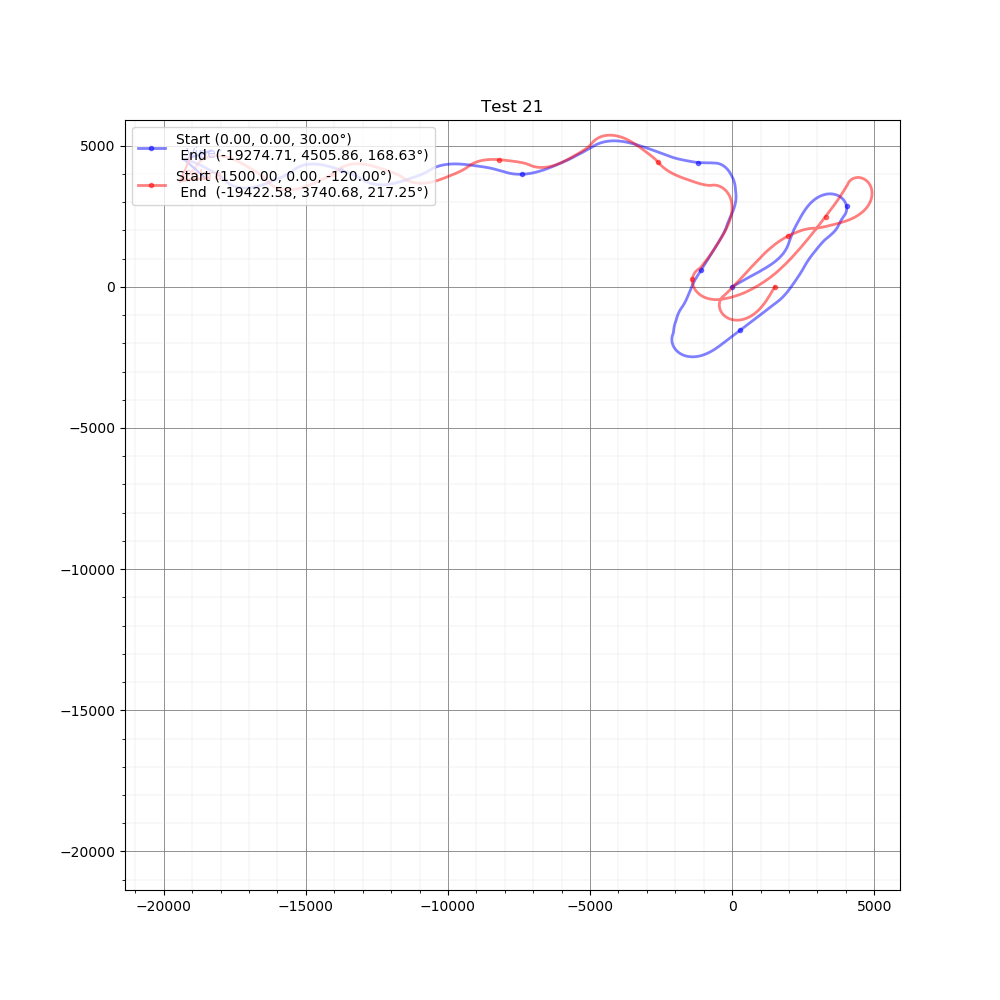 Test 21
Start (0.00, 0.00, 30.00°)
End (-19274.71, 4505.86, 168.63°)
Start (1500.00, 0.00, -120.00°)
End (-19422.58, 3740.68, 217.25°)
5000
0
−5000
−10000
−15000
−20000
−20000 −15000 −10000 −5000 0 5000